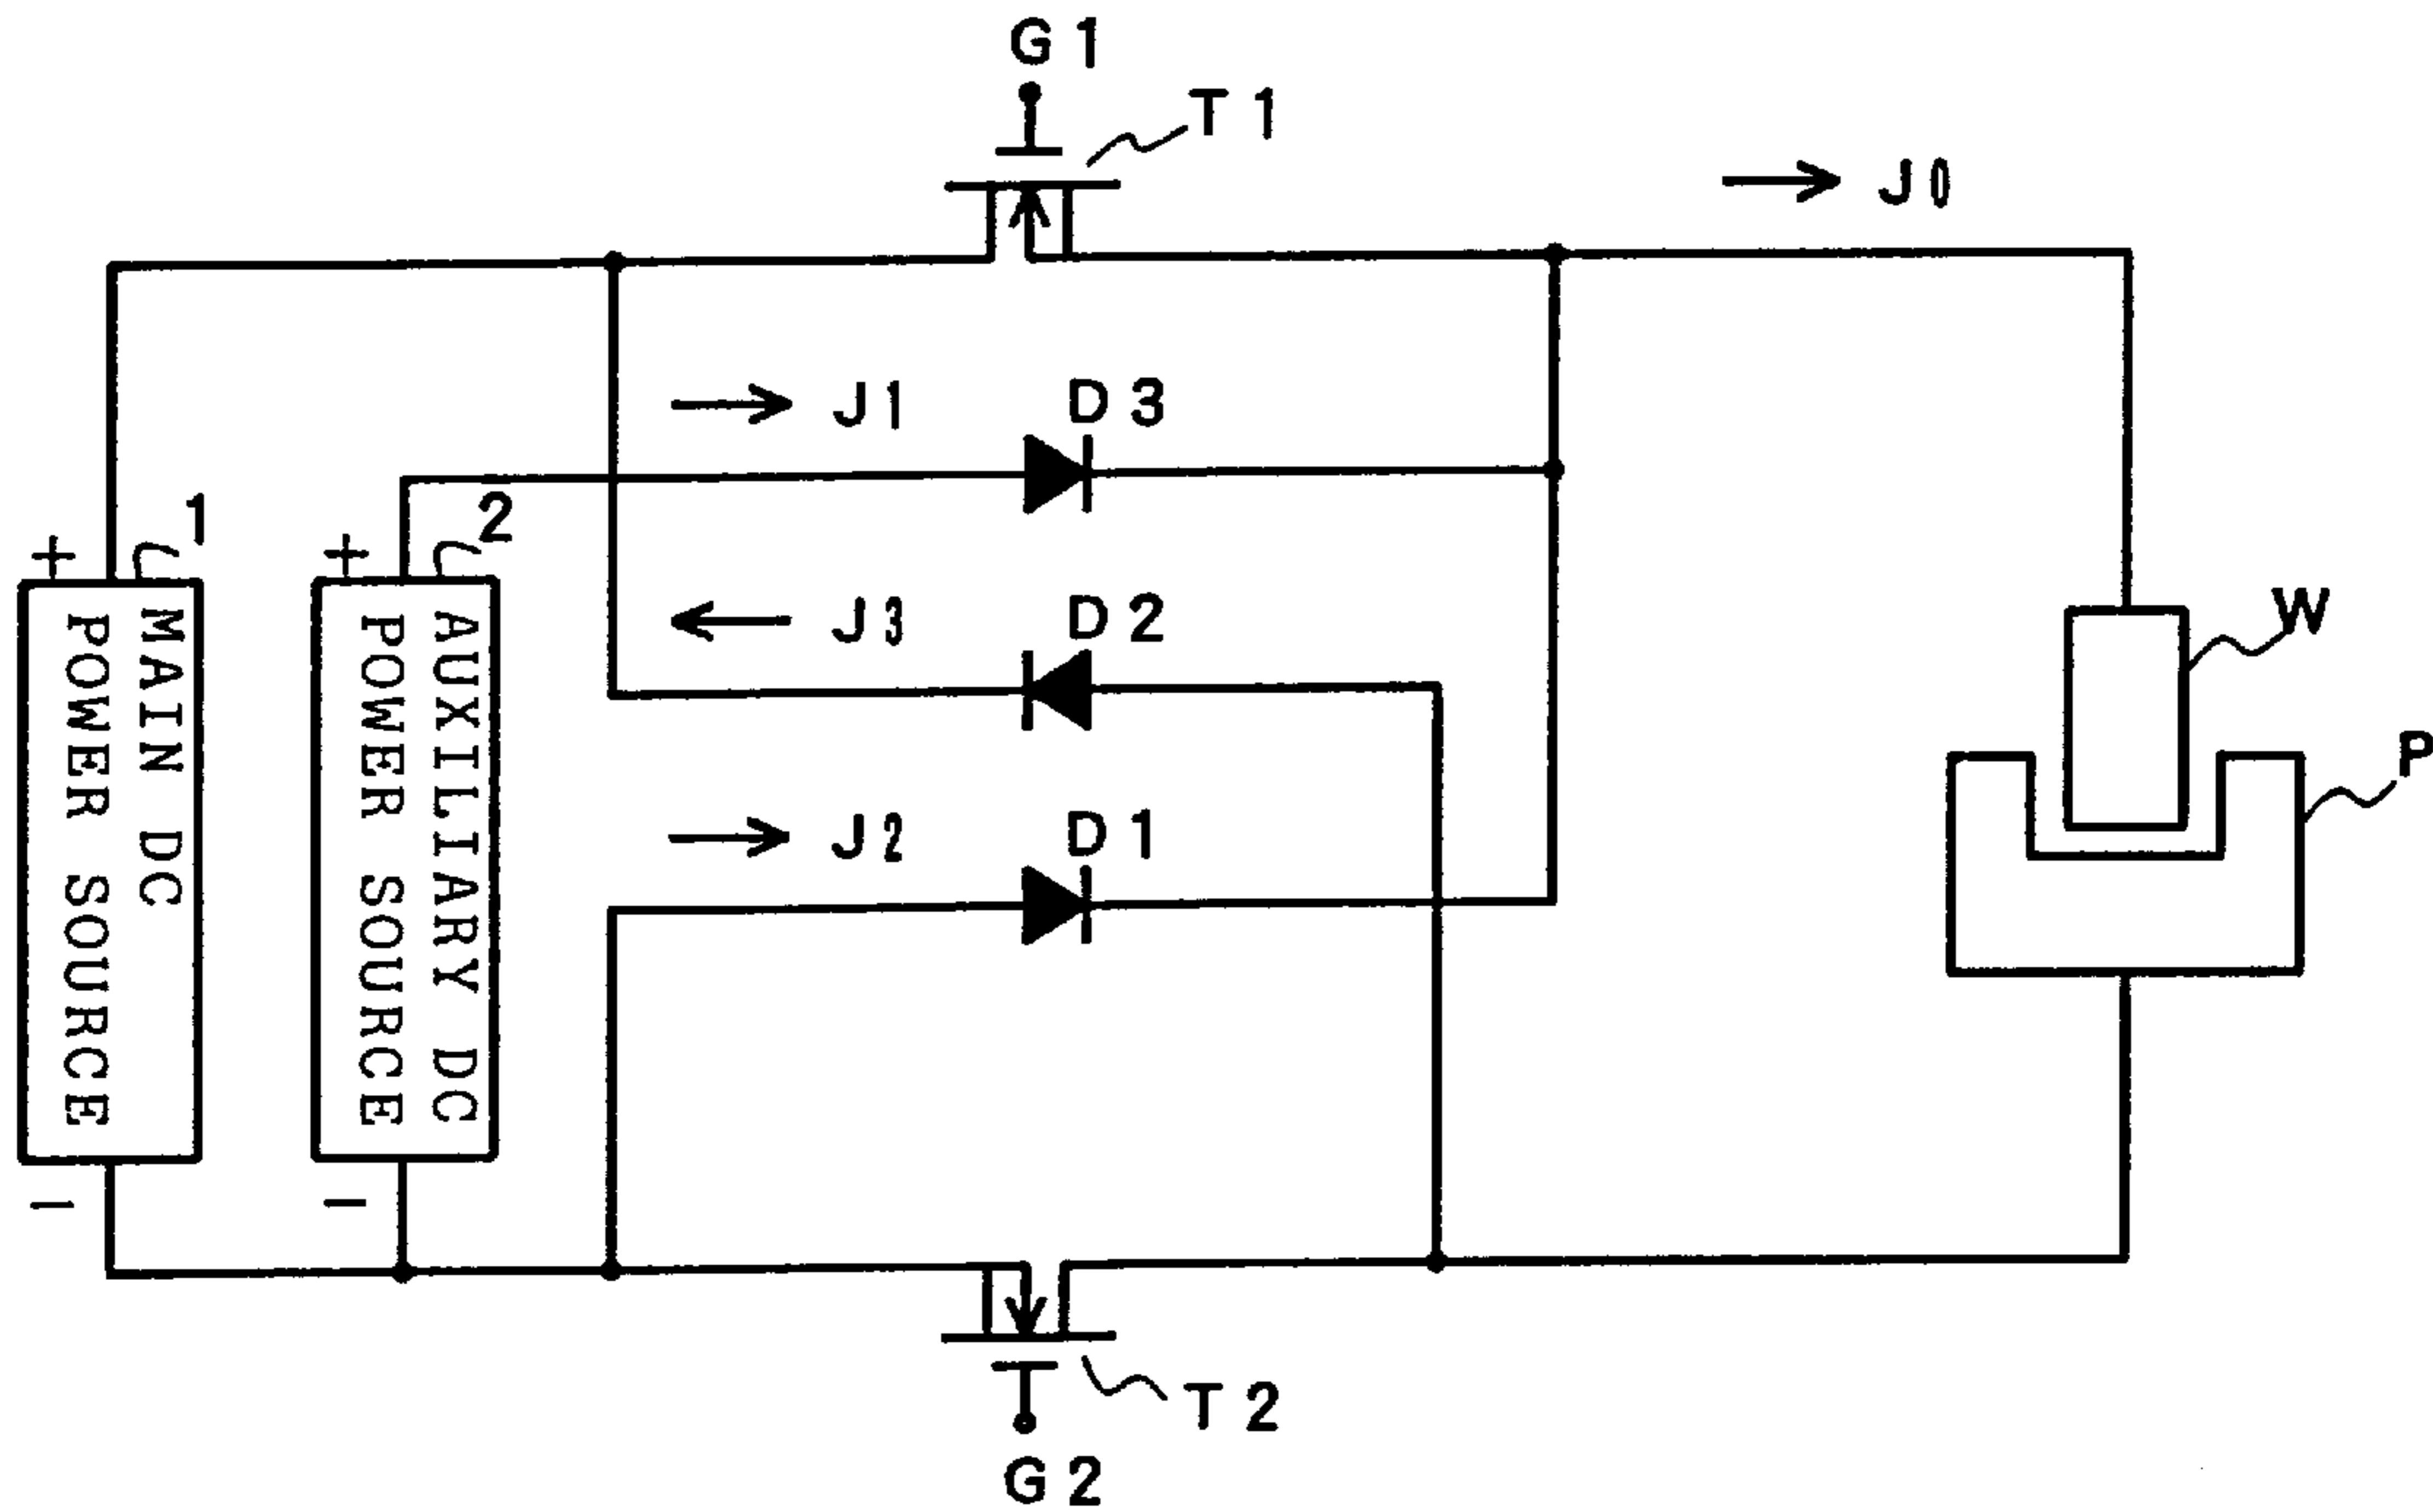 G1
T1
J0
J1
D3
1
2
+
+
J3
D2
W
MAIN DC
POWER SOURCE
AUXILIARY DC
POWER SOURCE
P
J2
D1
−
−
T2
G2